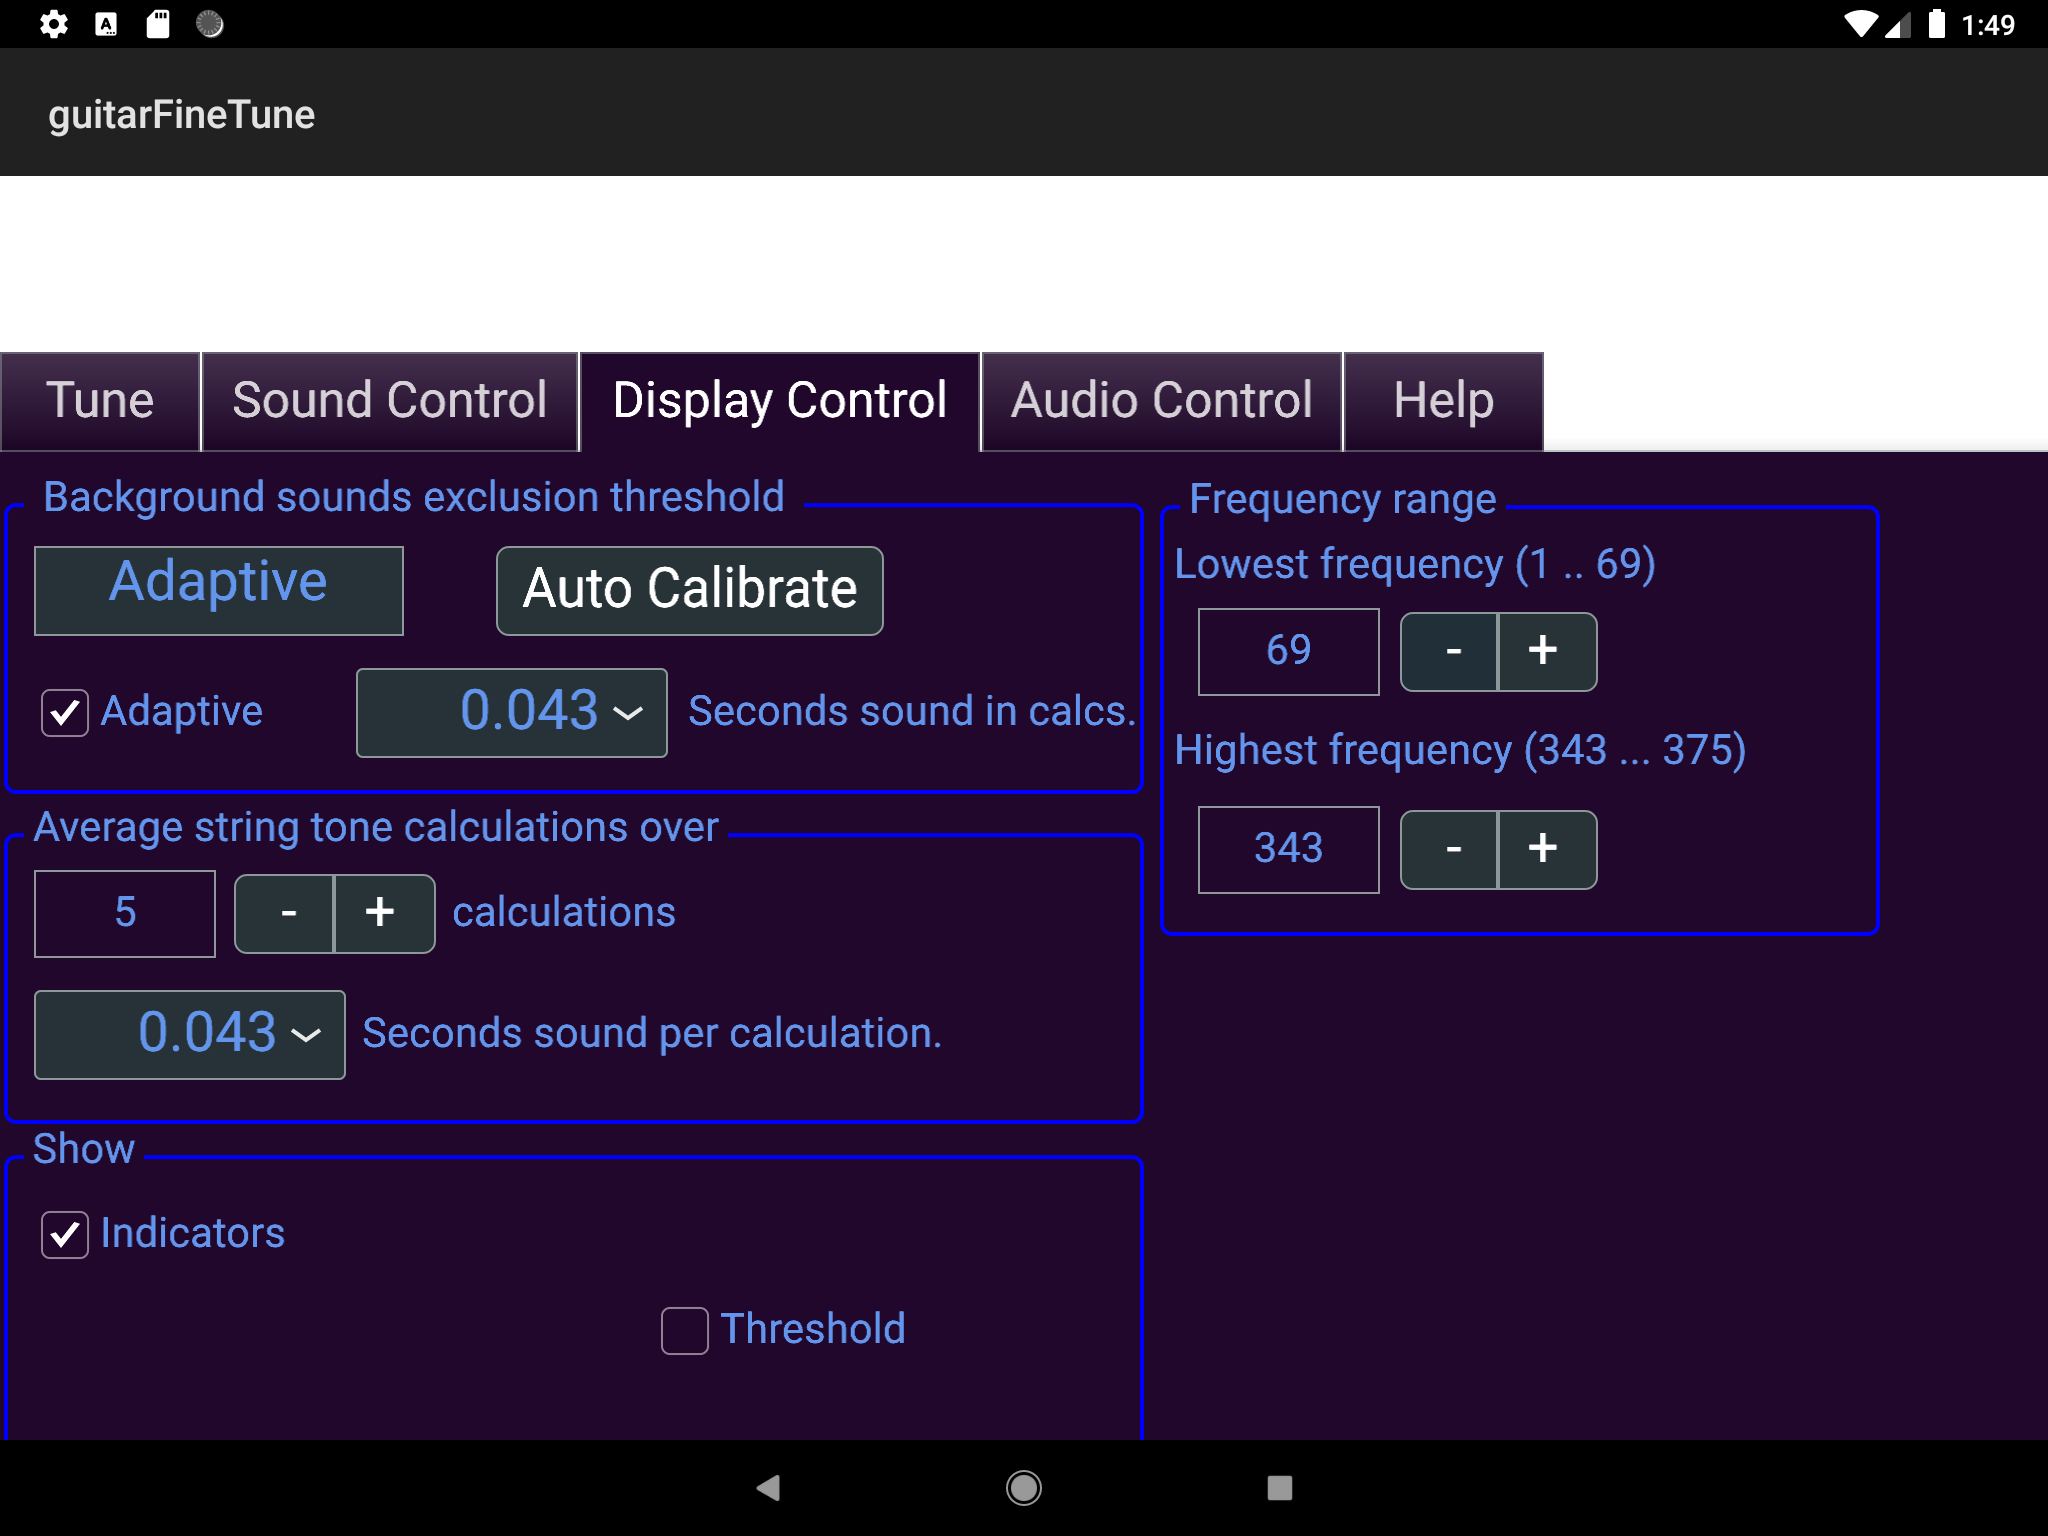 1:49
guitarFineTune
Tune Sound Control Display Control Audio Control Help
Background sounds exclusion threshold
Adaptive Auto Calibrate
Adaptive 0.043 Seconds sound in calcs.
Average string tone calculations over
5 - + calculations
0.043 Seconds sound per calculation.
Show
Indicators
Threshold
Frequency range
Lowest frequency (1 .. 69)
69 - +
Highest frequency (343 ... 375)
343 - +